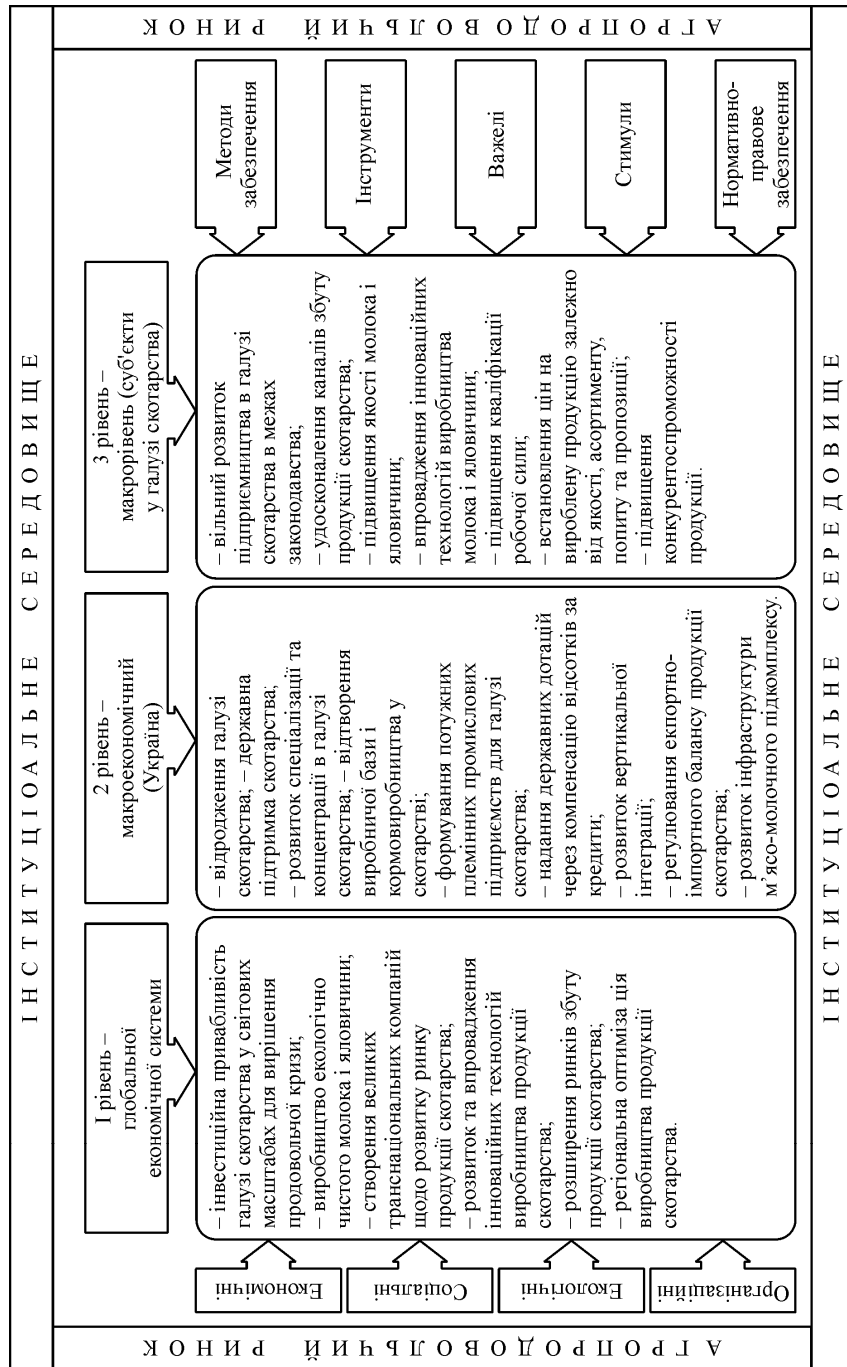 ІНСТИТУЦІОАЛЬНЕ СЕРЕДОВИЩЕ
АГРОПРОДОВОЛЬЧИЙ РИНОК
Економічні
Соціальні
Екологічні
Організаційні
І рівень –
глобальної
економічної системи
– інвестиційна привабливість
галузі скотарства у світових
масштабах для вирішення
продовольчої кризи;
– виробництво екологічно
чистого молока і яловичини;
– створення великих
транснаціональних компаній
щодо розвитку ринку
продукції скотарства;
– розвиток та впровадження
інноваційних технологій
виробництва продукції
скотарства;
– розширення ринків збуту
продукції скотарства;
– регіональна оптиміза ція
виробництва продукції
скотарства.
2 рівень –
макроекономічний
(Україна)
– відродження галузі
скотарства; – державна
підтримка скотарства;
– розвиток спеціалізації та
концентрації в галузі
скотарства; – відтворення
виробничої бази і
кормовиробництва у
скотарстві;
– формування потужних
племінних промислових
підприємств для галузі
скотарства;
– надання державних дотацій
через компенсацію відсотків за
кредити;
– розвиток вертикальної
інтеграції;
– регулювання експортно-
імпортного балансу продукції
скотарства;
– розвиток інфраструктури
м’ясо-молочного підкомплексу.
3 рівень –
макрорівень (суб'єкти
у галузі скотарства)
– вільний розвиток
підприємництва в галузі
скотарства в межах
законодавства;
– удосконалення каналів збуту
продукції скотарства;
– підвищення якості молока і
яловичини;
– впровадження інноваційних
технологій виробництва
молока і яловичини;
– підвищення кваліфікації
робочої сили;
– встановлення цін на
вироблену продукцію залежно
від якості, асортименту,
попиту та пропозиції;
– підвищення
конкурентоспроможності
продукції.
Методи
забезпечення
Інструменти
Важелі
Стимули
Нормативно-
правове
забезпечення
АГРОПРОДОВОЛЬЧИЙ РИНОК
ІНСТИТУЦІОАЛЬНЕ СЕРЕДОВИЩЕ